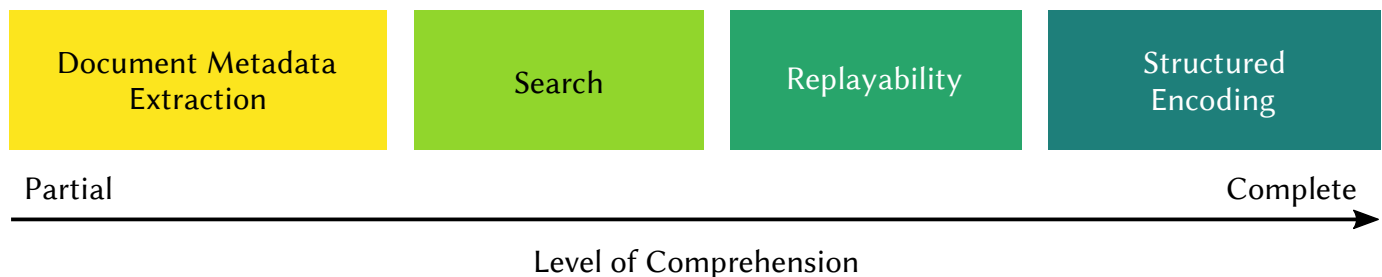 Document Metadata
Extraction
Search
Replayability
Structured
Encoding
Partial
Complete
Level of Comprehension